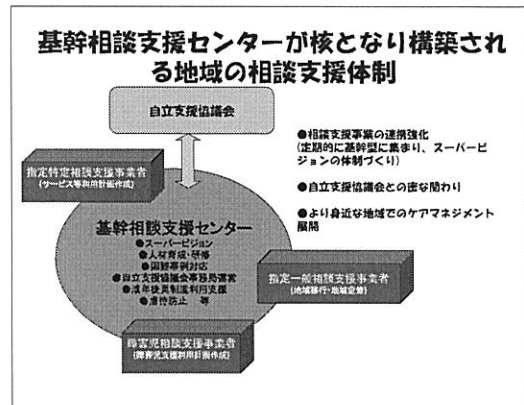 基幹相談支援センターが核となり構築され
る地域の相談支援体制
自立支援協議会
●相談支援事業の連携強化
(定期的に基幹型に集まり、スーパービ
ジョンの体制づくり)
●自立支援協議会との密な関わり
●より身近な地域でのケアマネジメント
展開
指定特定相談支援事業者
(サービス等利用計画作成)
基幹相談支援センター
●スーパービジョン
●人材育成・研修
●困難事例対応
●自立支援協議会事務局運営
●成年後見制度利用支援
●虐待防止 等
指定一般相談支援事業者
(地域移行・地域定着)
障害児相談支援事業者
(障害児支援利用計画作成)